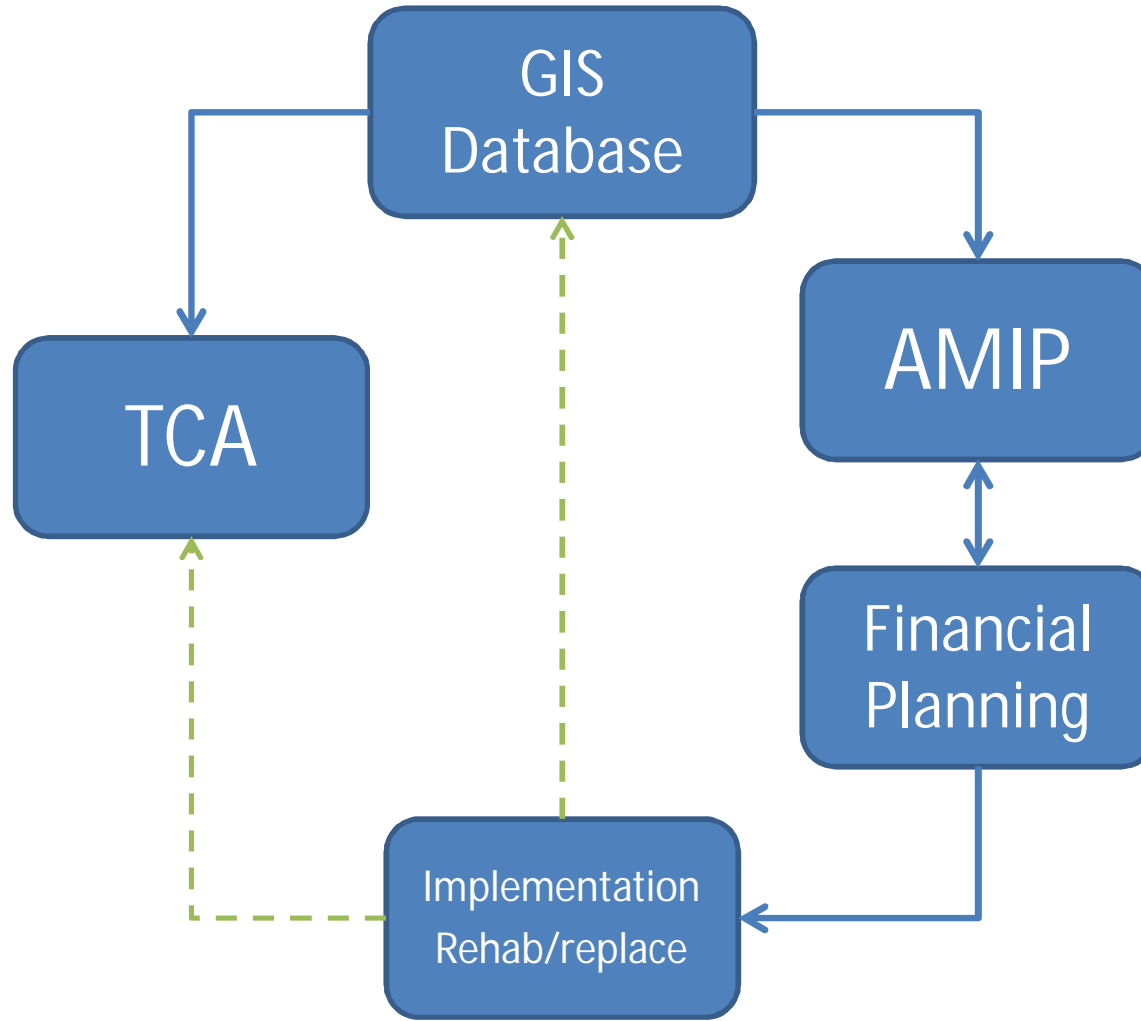 GIS
Database
TCA
AMIP
Financial
Planning
Implementation
Rehab/replace